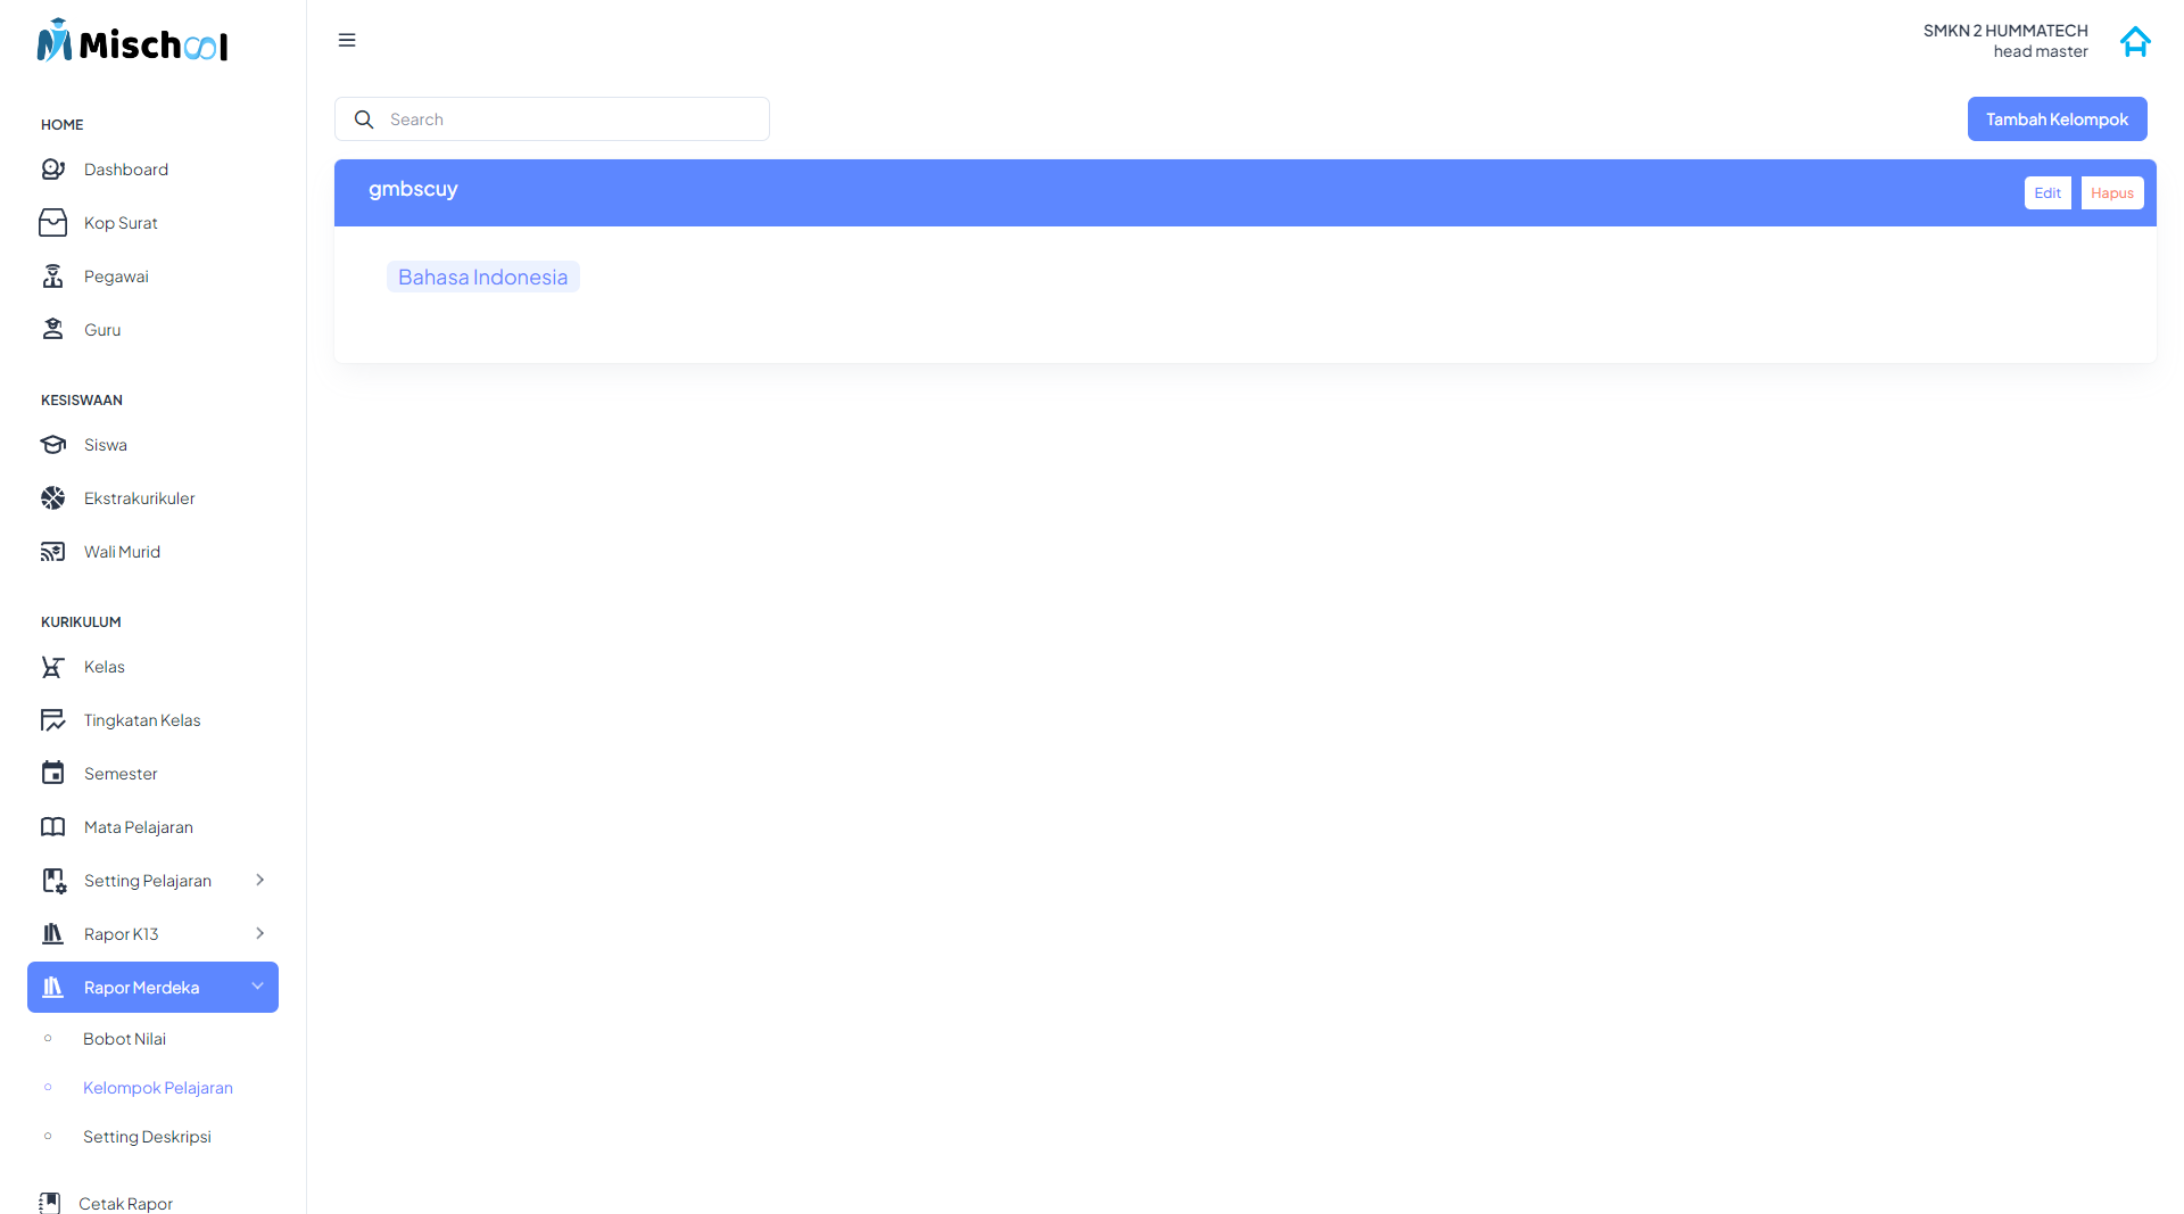 Mischool
SMKN 2 HUMMATECH
head master
HOME
Dashboard
Kop Surat
Pegawai
Guru
KESISWAAN
Siswa
Ekstrakurikuler
Wali Murid
KURIKULUM
Kelas
Tingkatan Kelas
Semester
Mata Pelajaran
Setting Pelajaran
Rapor K13
Rapor Merdeka
Bobot Nilai
Kelompok Pelajaran
Setting Deskripsi
Cetak Rapor
Search
Tambah Kelompok
gmbscuy
Edit
Hapus
Bahasa Indonesia